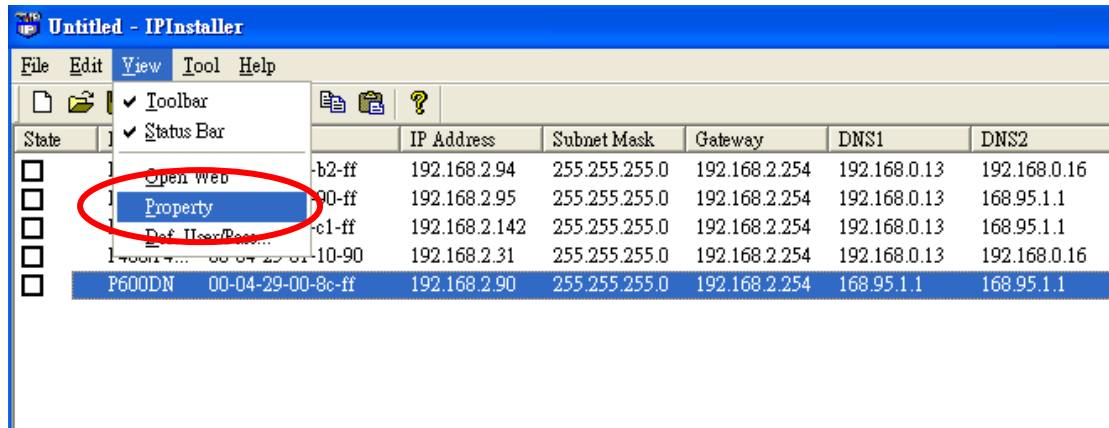 Untitled - IPInstaller
File Edit View Tool Help
Toolbar
Status Bar
State IP Address Subnet Mask Gateway DNS1 DNS2
Open Web
-b2-ff 192.168.2.94 255.255.255.0 192.168.2.254 192.168.0.13 192.168.0.16
Property
90-ff 192.168.2.95 255.255.255.0 192.168.2.254 192.168.0.13 168.95.1.1
Def. User/Pass...
-c1-ff 192.168.2.142 255.255.255.0 192.168.2.254 192.168.0.13 168.95.1.1
-10-90 192.168.2.31 255.255.255.0 192.168.2.254 192.168.0.13 192.168.0.16
P600DN 00-04-29-00-8c-ff 192.168.2.90 255.255.255.0 192.168.2.254 168.95.1.1 168.95.1.1